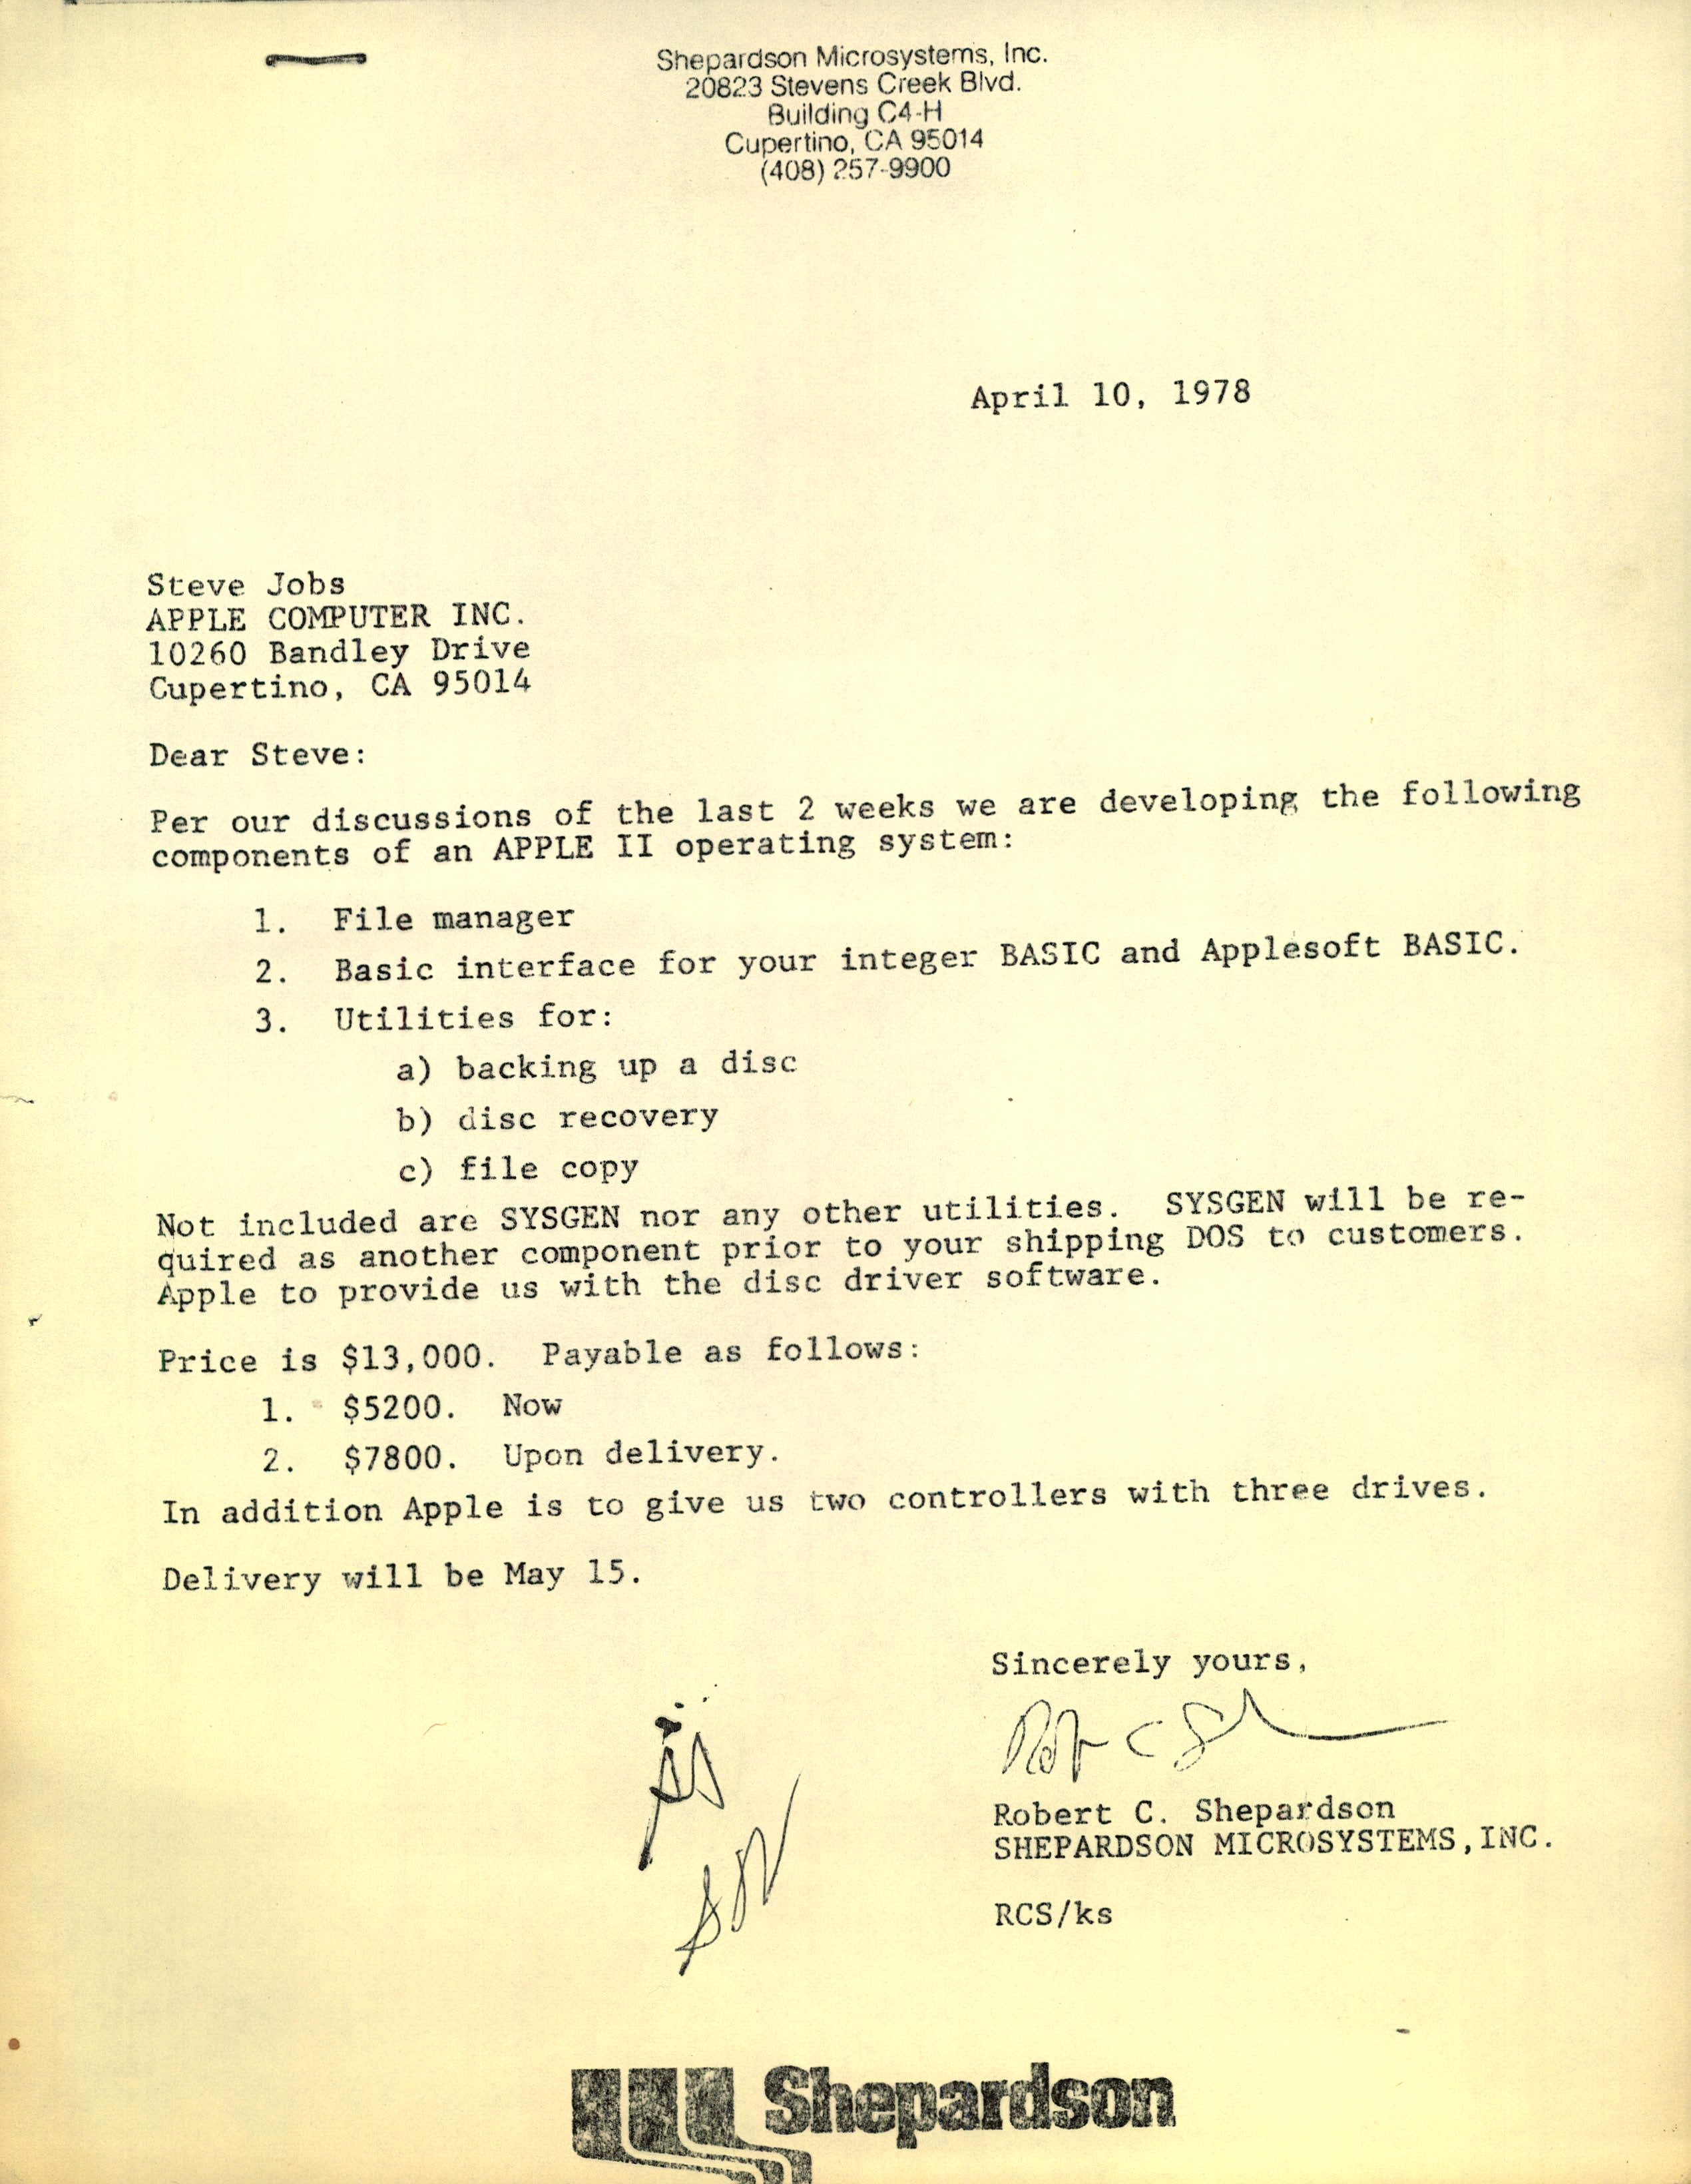 Shepardson Microsystems, Inc.
20823 Stevens Creek Blvd.
Building C4-H
Cupertino, CA 95014
(408) 257-9900
April 10, 1978
Steve Jobs
APPLE COMPUTER INC.
10260 Bandley Drive
Cupertino, CA 95014
Dear Steve:
Per our discussions of the last 2 weeks we are developing the following
components of an APPLE II operating system:
1. File manager
2. Basic interface for your integer BASIC and Applesoft BASIC.
3. Utilities for:
a) backing up a disc
b) disc recovery
c) file copy
Not included are SYSGEN nor any other utilities. SYSGEN will be re-
quired as another component prior to your shipping DOS to customers.
Apple to provide us with the disc driver software.
Price is $13,000. Payable as follows:
1. $5200. Now
2. $7800. Upon delivery.
In addition Apple is to give us two controllers with three drives.
Delivery will be May 15.
Sincerely yours,
Robert C. Shepardson
SHEPARDSON MICROSYSTEMS,INC.
RCS/ks
Shepardson